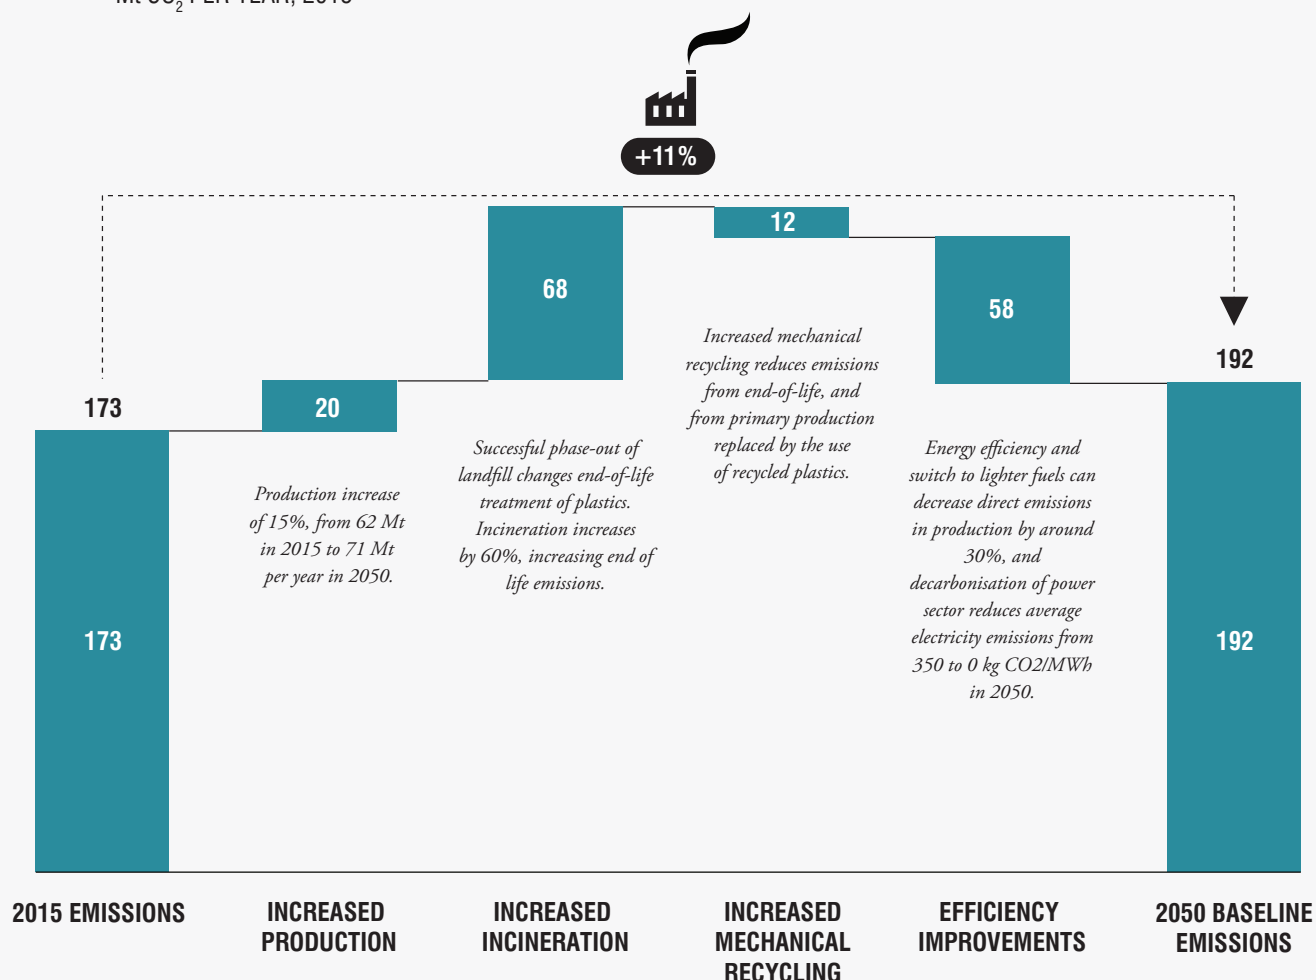 +11%
173
20
68
12
58
192
173
192
Production increase
of 15%, from 62 Mt
in 2015 to 71 Mt
per year in 2050.
Successful phase-out of
landfill changes end-of-life
treatment of plastics.
Incineration increases
by 60%, increasing end of
life emissions.
Increased mechanical
recycling reduces emissions
from end-of-life, and
from primary production
replaced by the use
of recycled plastics.
Energy efficiency and
switch to lighter fuels can
decrease direct emissions
in production by around
30%, and
decarbonisation of power
sector reduces average
electricity emissions from
350 to 0 kg CO2/MWh
in 2050.
2015 EMISSIONS
INCREASED
PRODUCTION
INCREASED
INCINERATION
INCREASED
MECHANICAL
RECYCLING
EFFICIENCY
IMPROVEMENTS
2050 BASELINE
EMISSIONS